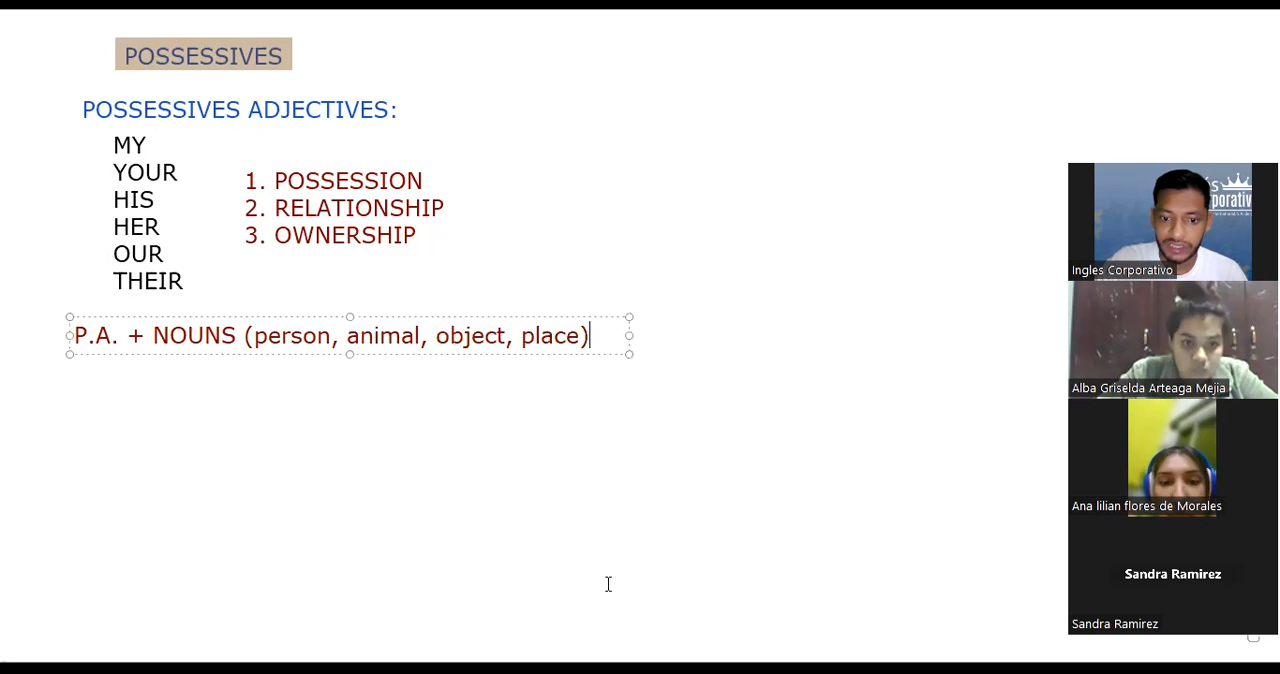 POSSESSIVES
POSSESSIVES ADJECTIVES:
MY
YOUR
HIS
HER
OUR
THEIR
1. POSSESSION
2. RELATIONSHIP
3. OWNERSHIP
P.A. + NOUNS (person, animal, object, place)
Ingles Corporativo
Alba Griselda Arteaga Mejia
Ana lilian flores de Morales
Sandra Ramirez
Sandra Ramirez